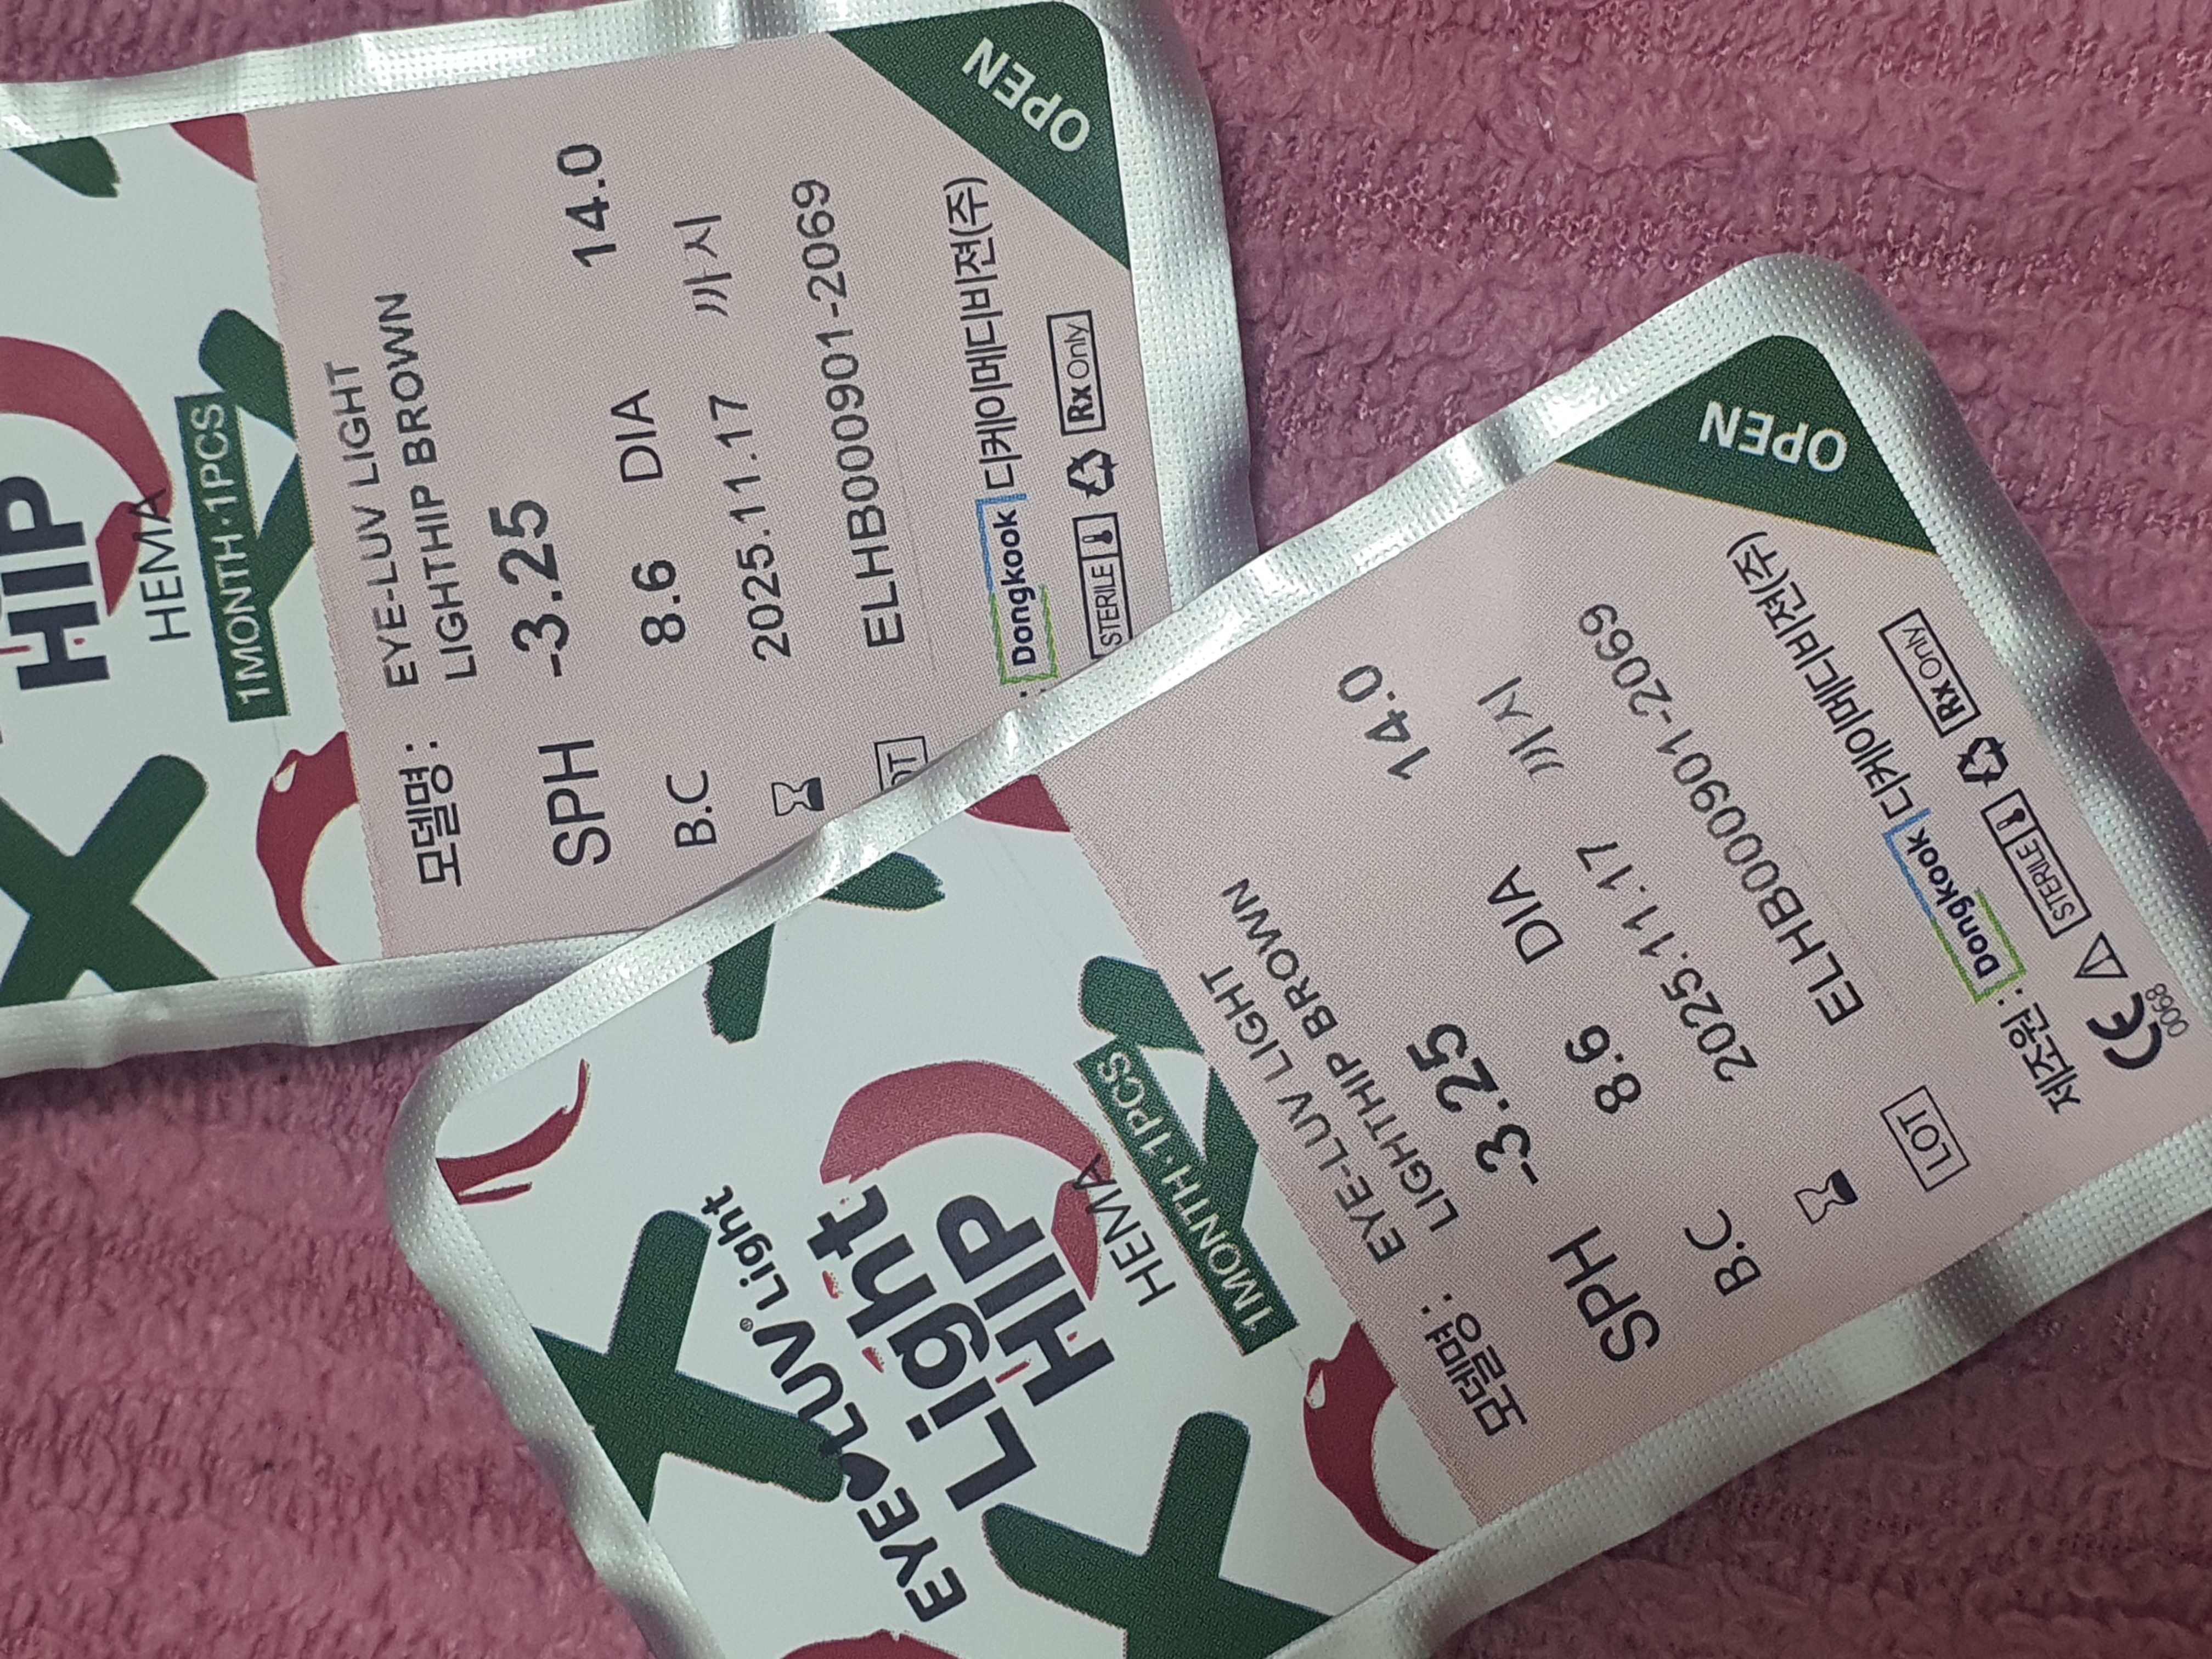 HIP
HEMA
1MONTH·1PCS
모델명 : EYE-LUV LIGHT
LIGHTHIP BROWN
SPH -3.25
B.C 8.6 DIA 14.0
2025.11.17 까지
ELHB000901-2069
: Dongkook 디케이메디비젼(주)
STERILE Rx Only
OPEN
EYE LUV® Light
Light
HIP
HEMA
1MONTH·1PCS
모델명 : EYE-LUV LIGHT
LIGHTHIP BROWN
SPH -3.25
B.C 8.6 DIA 14.0
2025.11.17 까지
LOT ELHB000901-2069
제조원 : Dongkook 디케이메디비젼(주)
CE 0068 STERILE Rx Only
OPEN